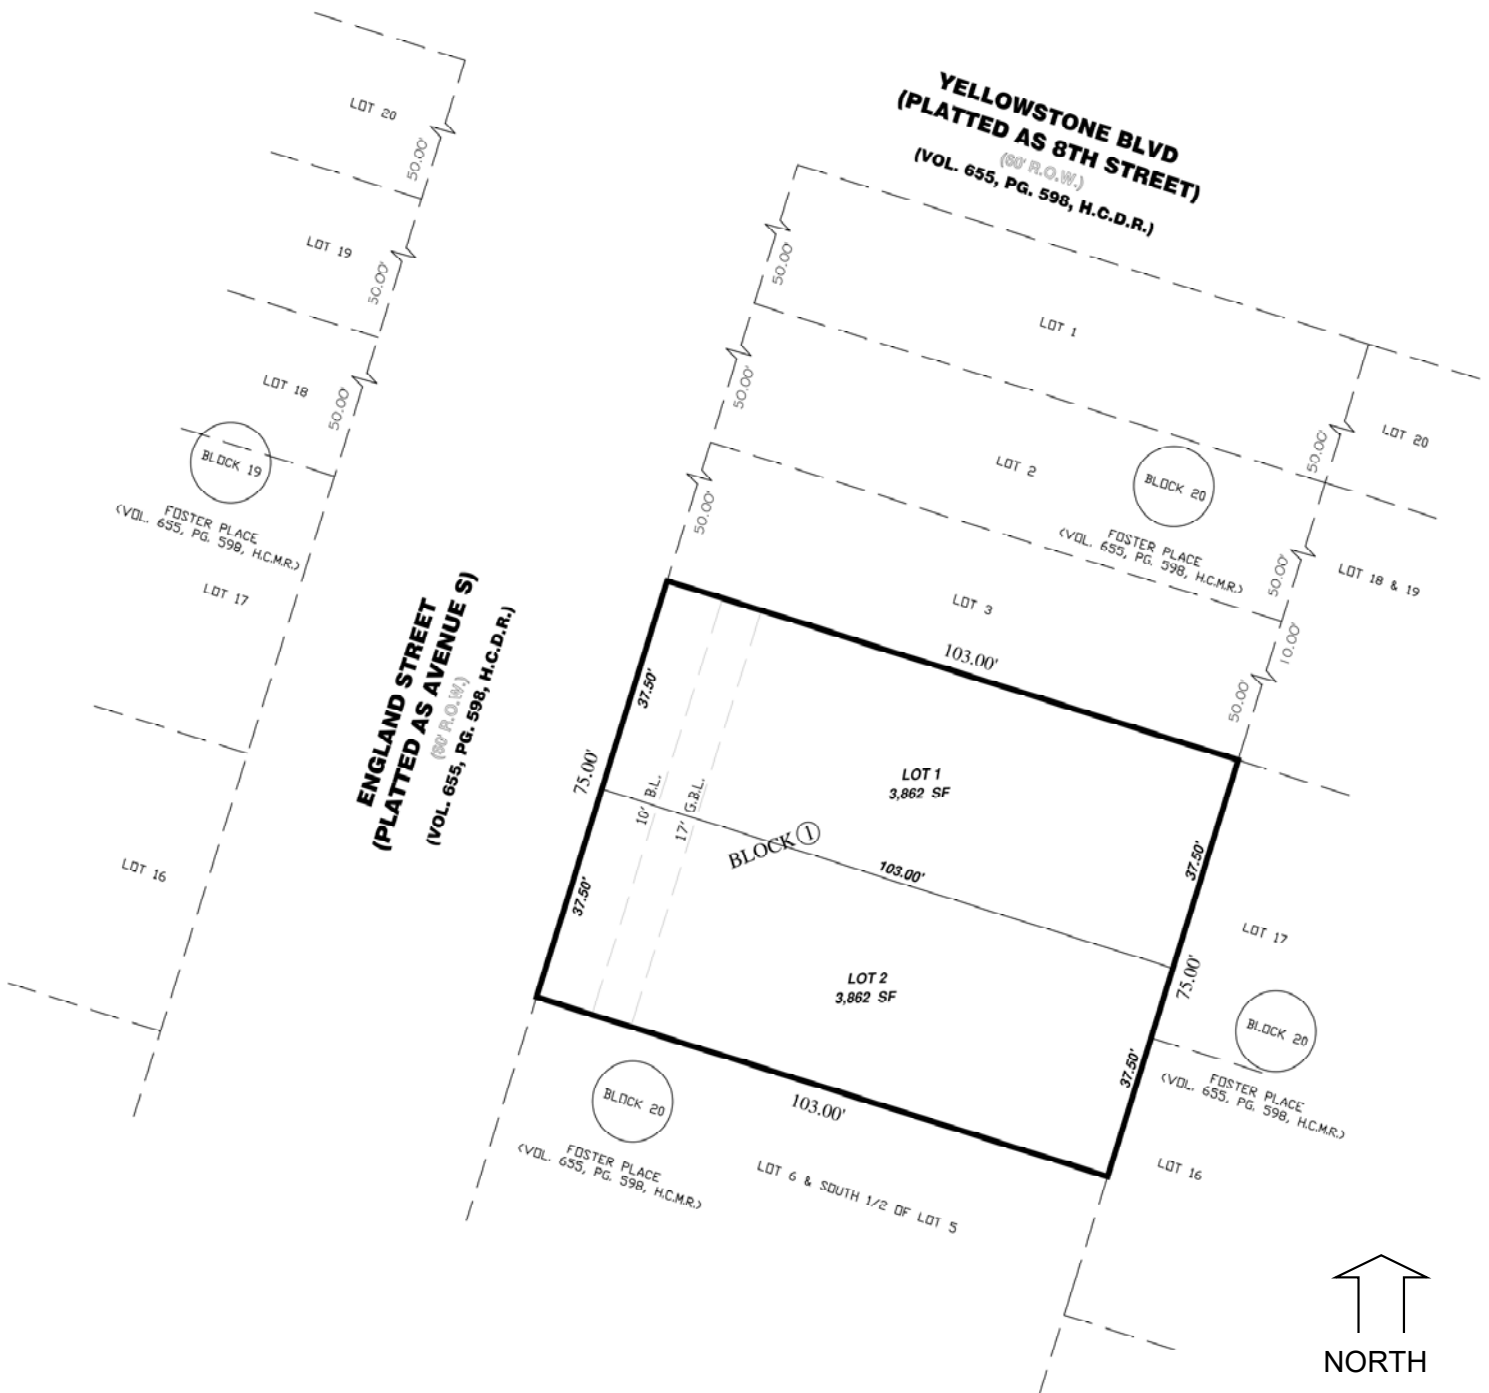 LOT 20
50.00'
LOT 19
50.00'
LOT 18
50.00'
BLOCK 19
FOSTER PLACE
(VOL. 655, PG. 598, H.C.M.R.)
LOT 17
LOT 16
ENGLAND STREET
(PLATTED AS AVENUE S)
(60' R.O.W.)
(VOL. 655, PG. 598, H.C.D.R.)
YELLOWSTONE BLVD
(PLATTED AS 8TH STREET)
(60' R.O.W.)
(VOL. 655, PG. 598, H.C.D.R.)
50.00'
LOT 1
50.00'
LOT 2
50.00'
LOT 3
BLOCK 20
FOSTER PLACE
(VOL. 655, PG. 598, H.C.M.R.)
50.00'
LOT 20
50.00'
LOT 18 & 19
10.00'
50.00'
103.00'
37.50'
75.00'
37.50'
10' B.L.
17' G.B.L.
LOT 1
3,862 SF
BLOCK 1
103.00'
37.50'
LOT 2
3,862 SF
75.00'
37.50'
103.00'
LOT 17
BLOCK 20
FOSTER PLACE
(VOL. 655, PG. 598, H.C.M.R.)
LOT 16
BLOCK 20
FOSTER PLACE
(VOL. 655, PG. 598, H.C.M.R.)
LOT 6 & SOUTH 1/2 OF LOT 5
NORTH